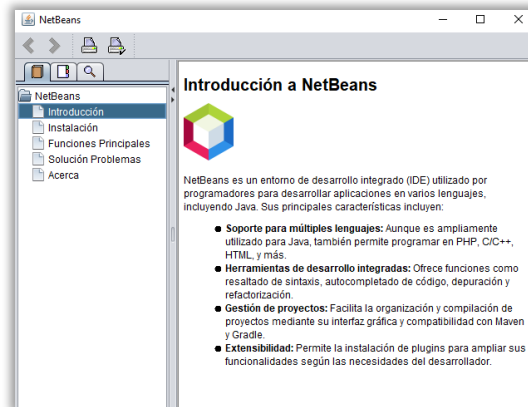 NetBeans
NetBeans
Introducción
Instalación
Funciones Principales
Solución Problemas
Acerca
Introducción a NetBeans
NetBeans es un entorno de desarrollo integrado (IDE) utilizado por
programadores para desarrollar aplicaciones en varios lenguajes,
incluyendo Java. Sus principales características incluyen:
● Soporte para múltiples lenguajes: Aunque es ampliamente
utilizado para Java, también permite programar en PHP, C/C++,
HTML, y más.
● Herramientas de desarrollo integradas: Ofrece funciones como
resaltado de sintaxis, autocompletado de código, depuración y
refactorización.
● Gestión de proyectos: Facilita la organización y compilación de
proyectos mediante su interfaz gráfica y compatibilidad con Maven
y Gradle.
● Extensibilidad: Permite la instalación de plugins para ampliar sus
funcionalidades según las necesidades del desarrollador.